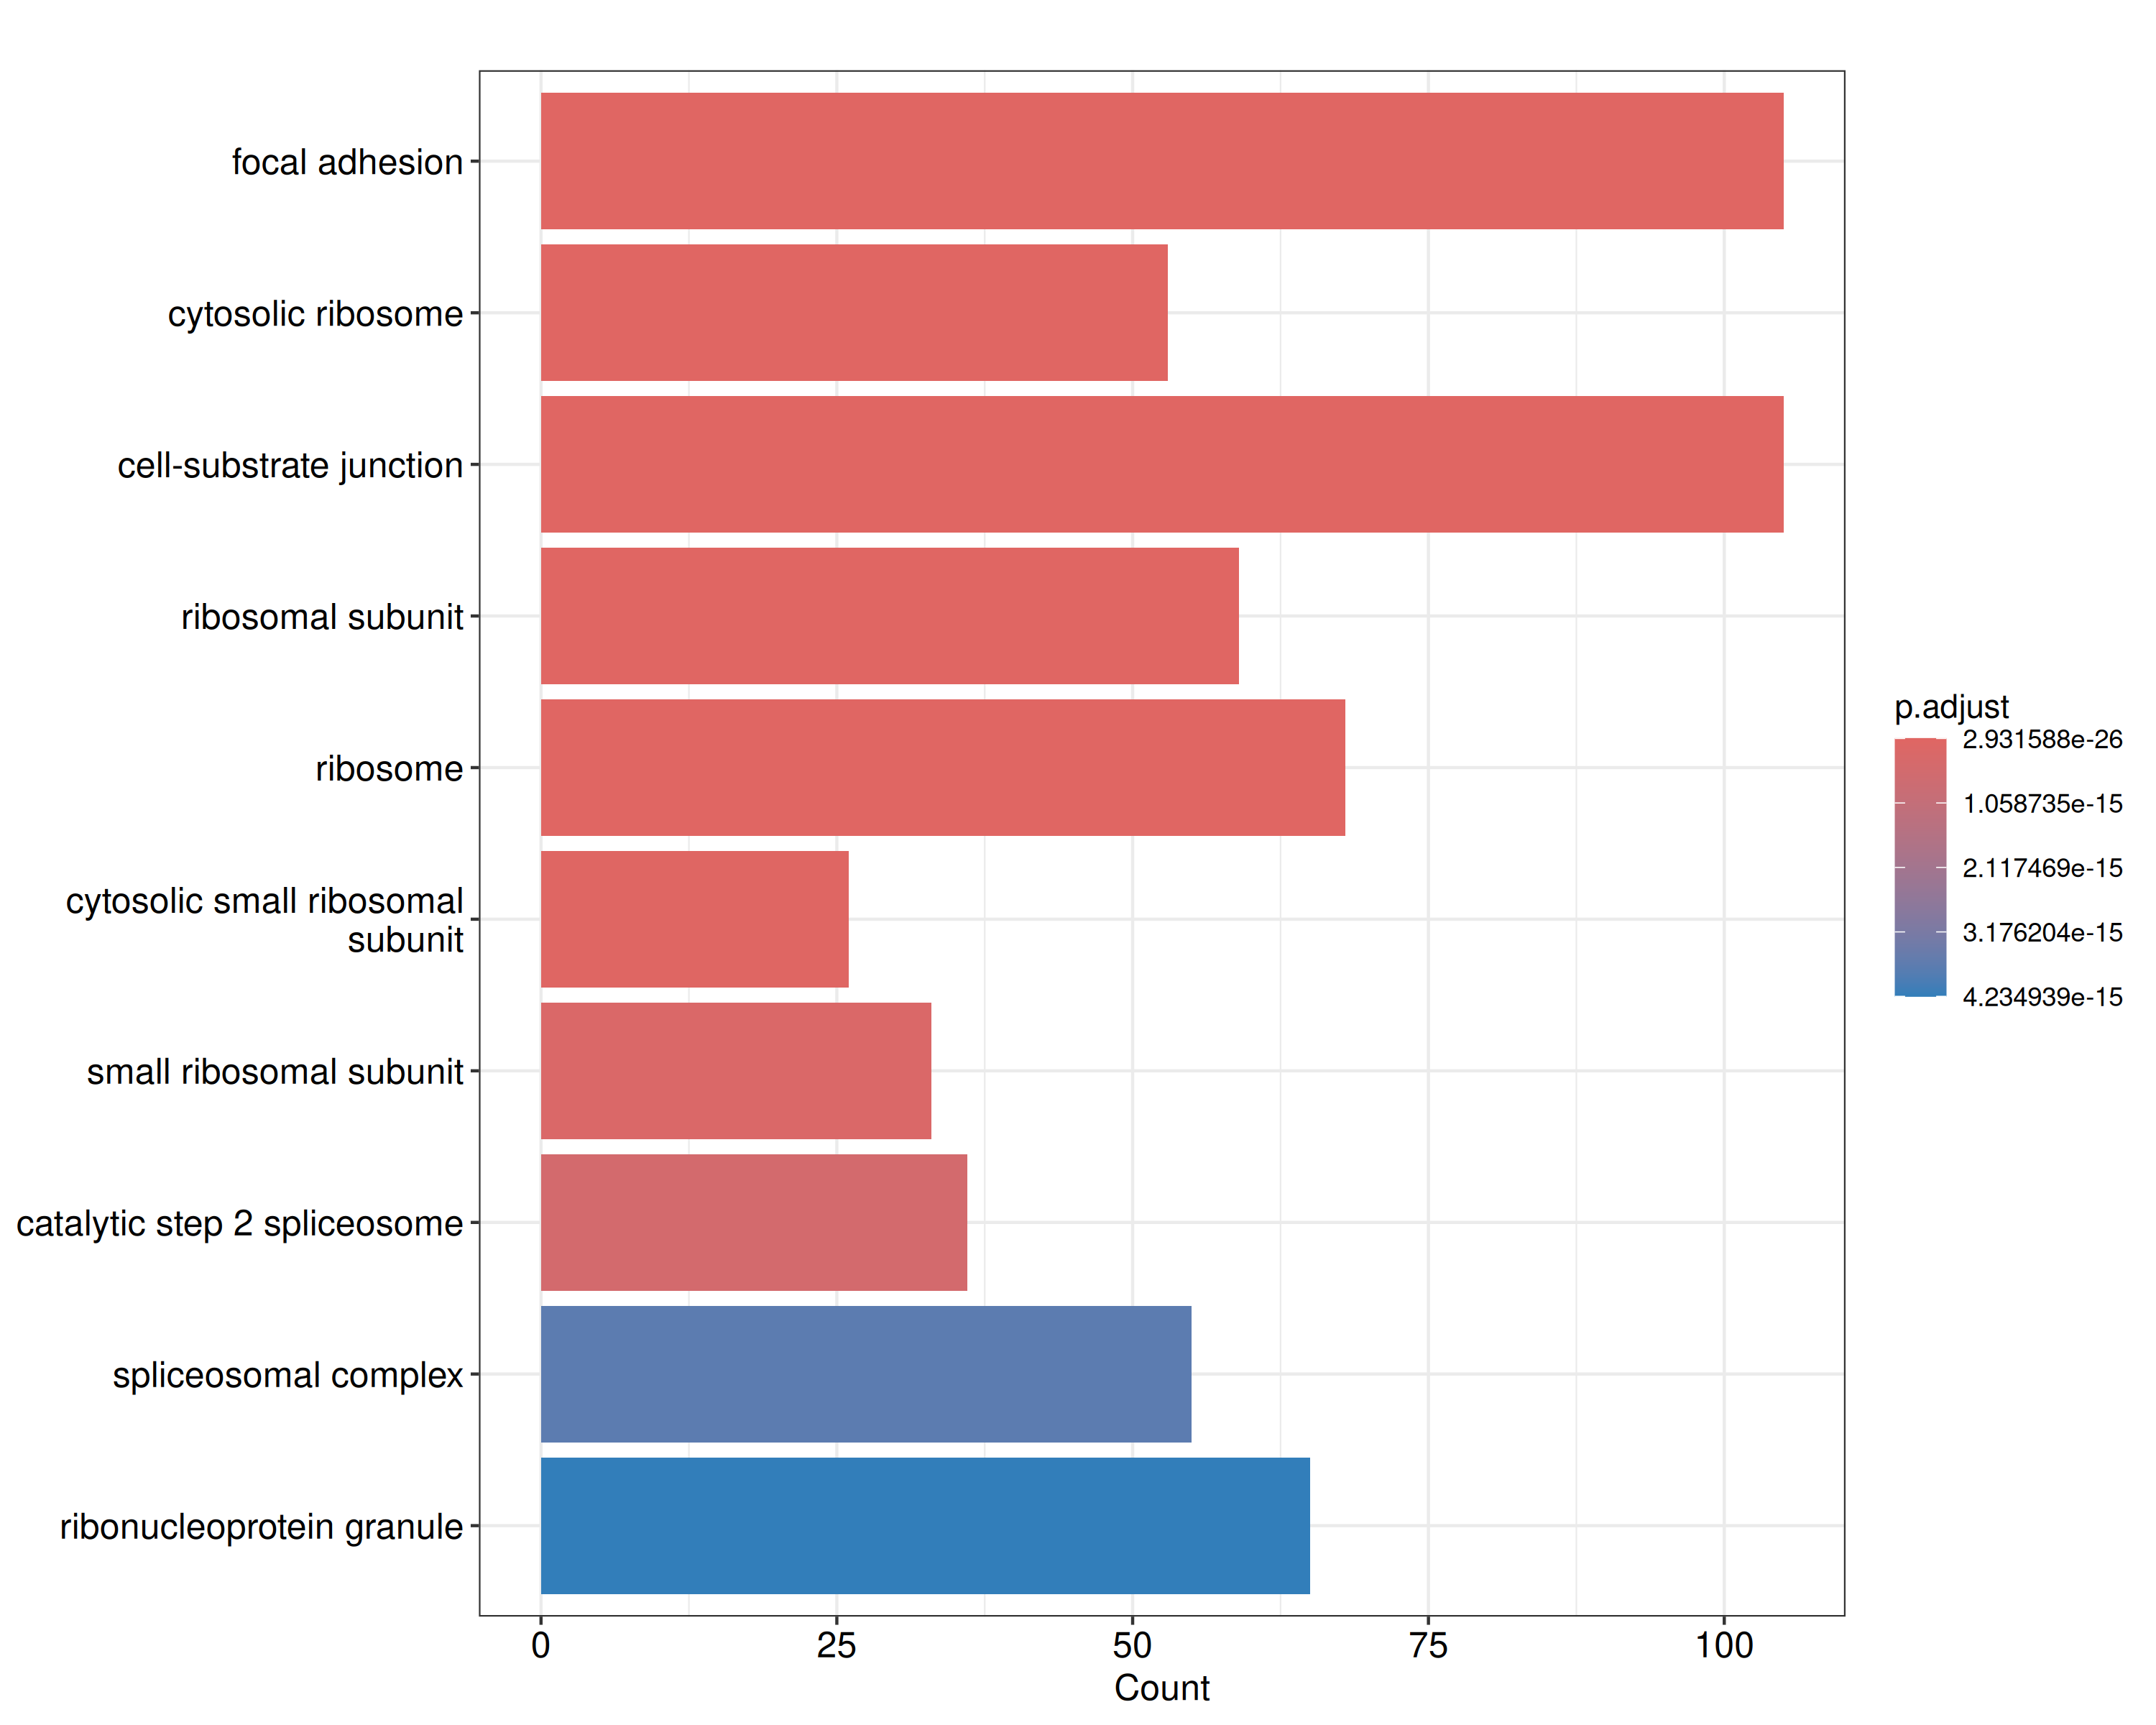 focal adhesion
cytosolic ribosome
cell-substrate junction
ribosomal subunit
ribosome
cytosolic small ribosomal
subunit
small ribosomal subunit
catalytic step 2 spliceosome
spliceosomal complex
ribonucleoprotein granule
0 25 50 75 100
Count
p.adjust
2.931588e-26
1.058735e-15
2.117469e-15
3.176204e-15
4.234939e-15